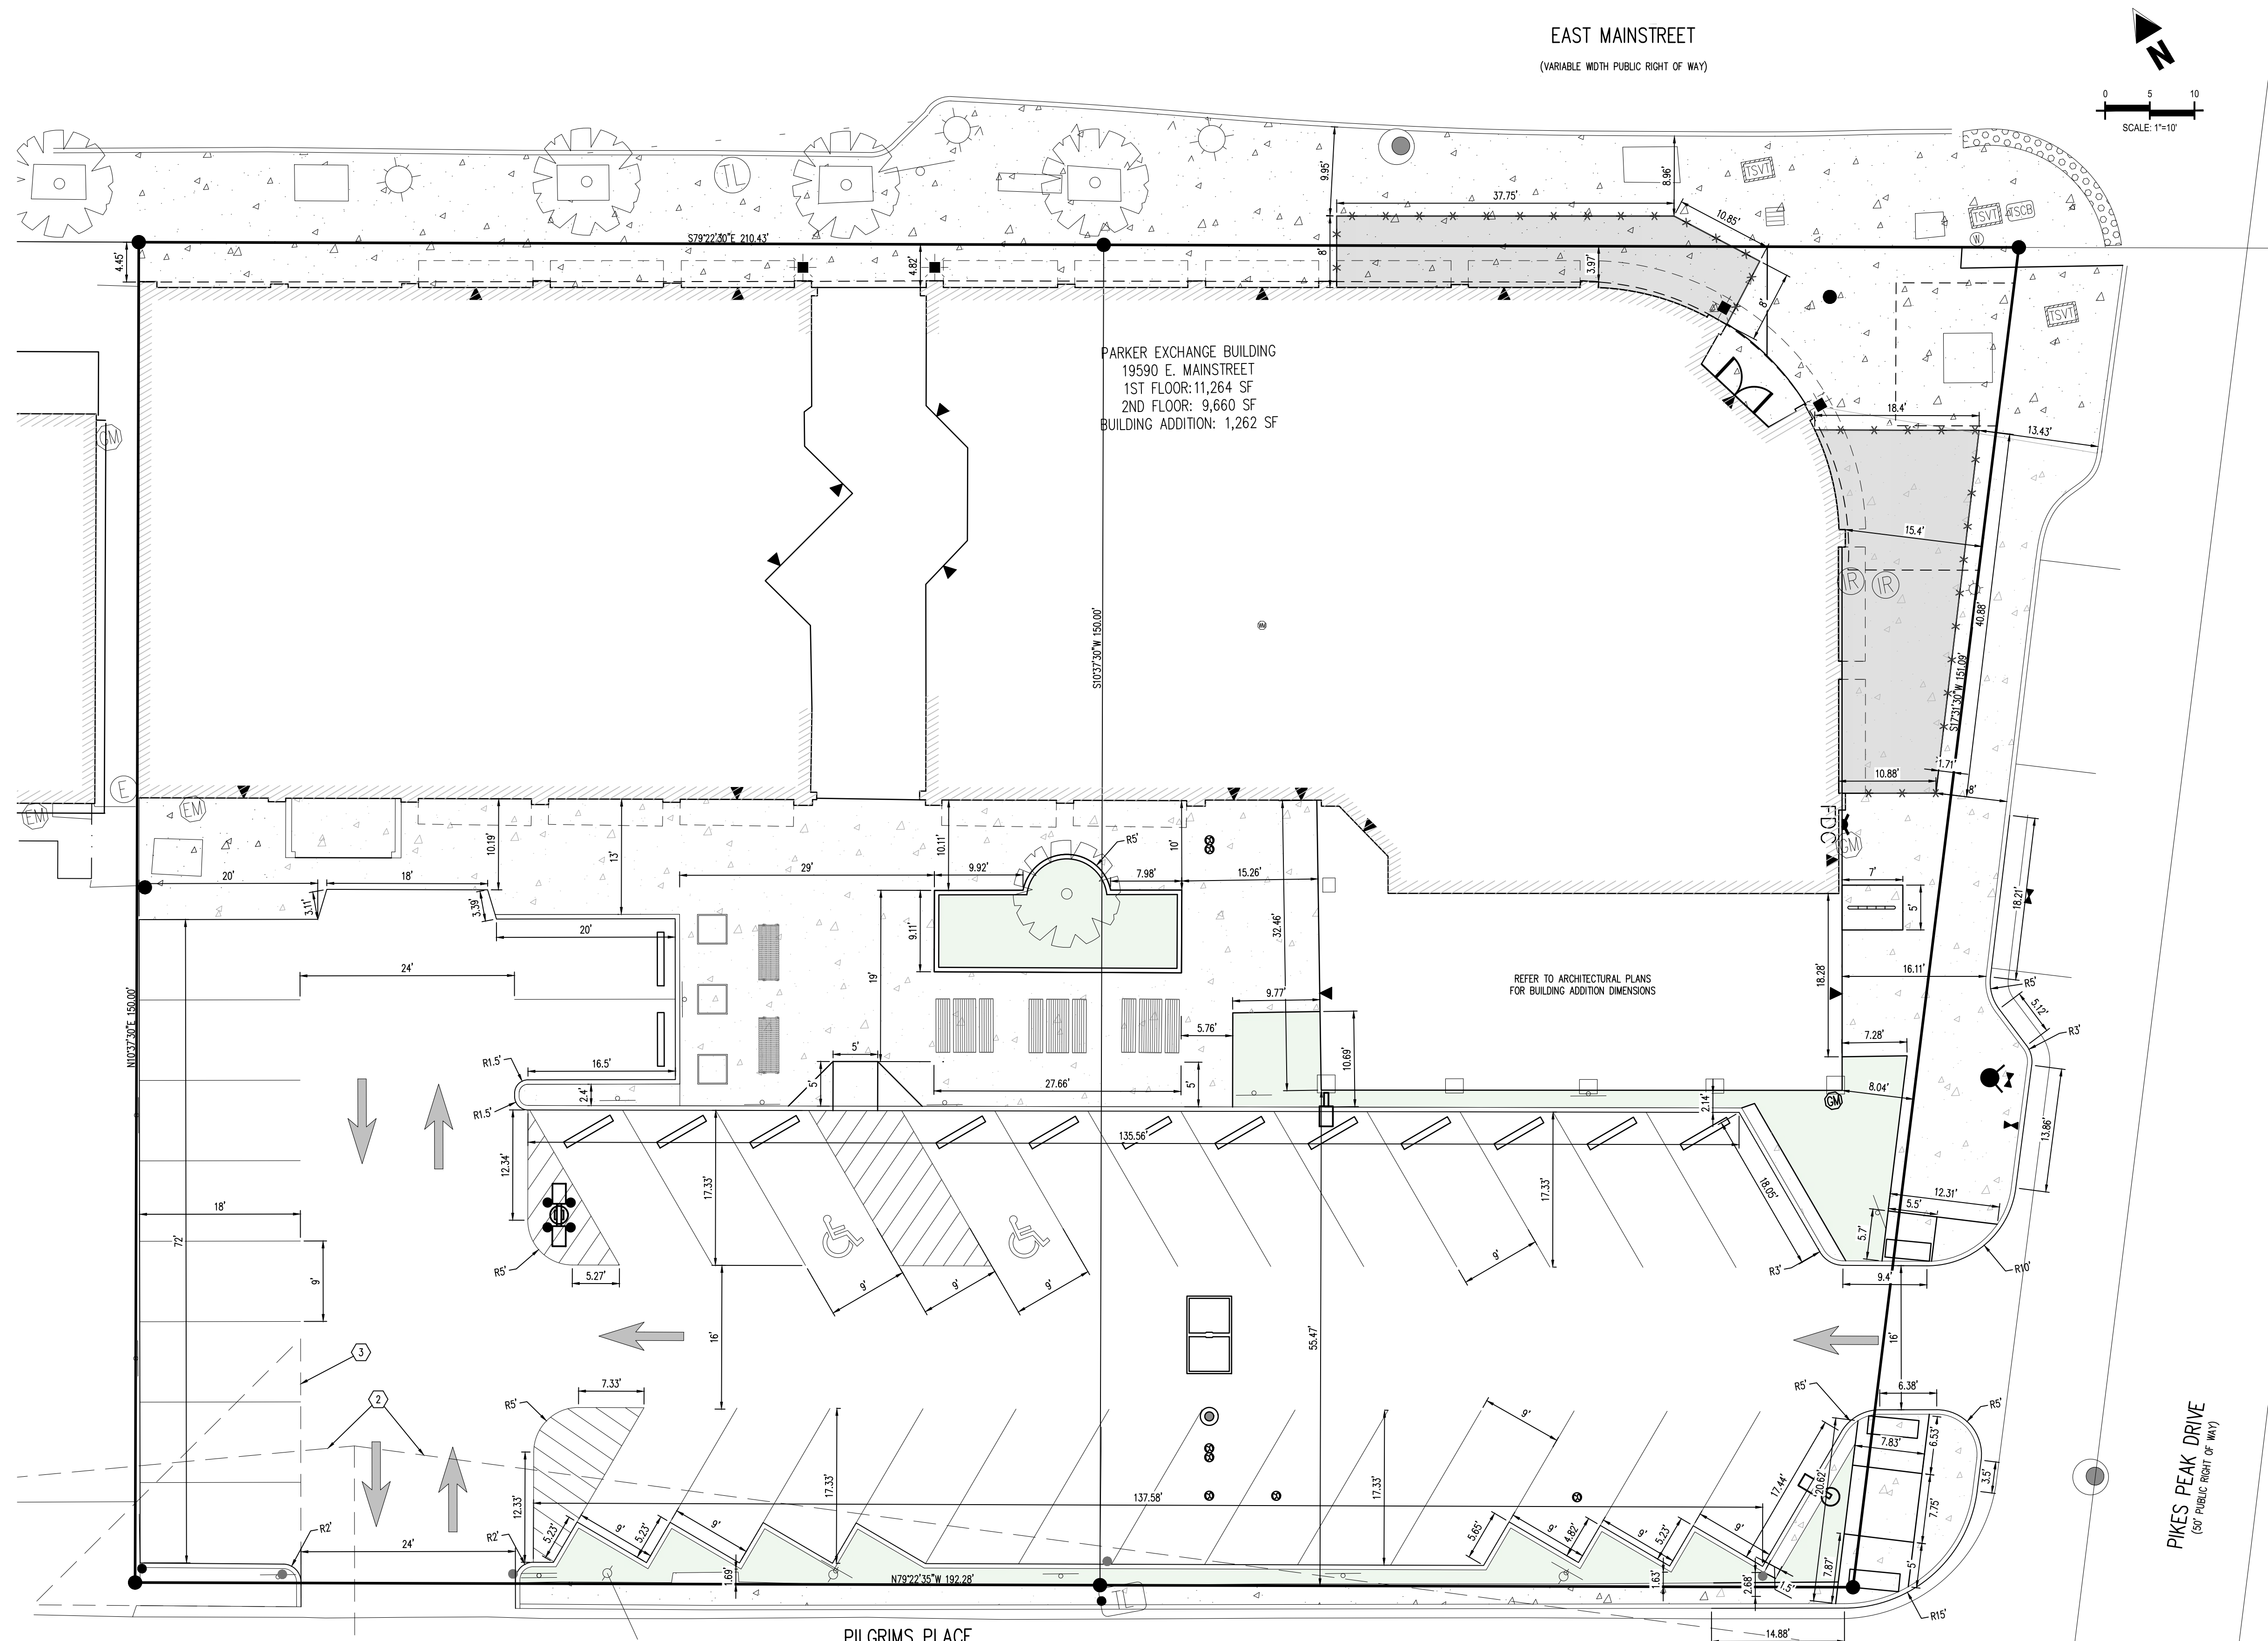 EAST MAINSTREET
(VARIABLE WIDTH PUBLIC RIGHT OF WAY)
N
0 5 10
SCALE: 1"=10'
TL
TSVT
TSVT
TSCB
W
TSVT
9.95'
8.96'
37.75'
10.85'
S79°22'30"E 210.43'
4.45'
4.82'
8'
3.97'
8'
PARKER EXCHANGE BUILDING
19590 E. MAINSTREET
1ST FLOOR:11,264 SF
2ND FLOOR: 9,660 SF
BUILDING ADDITION: 1,262 SF
18.4'
13.43'
GM
15.4'
IR
IR
40.88'
S10°37'30"W 150.00'
S17°31'30"W 151.09'
E
EM
EM
10.88'
1.71'
8'
FDC
GM
10.19'
13'
10.11'
10'
R5'
20'
18'
29'
9.92'
7.98'
15.26'
7'
5'
18.21'
3.11'
3.39'
20'
9.11'
19'
32.46'
24'
REFER TO ARCHITECTURAL PLANS
FOR BUILDING ADDITION DIMENSIONS
18.28'
16.11'
R5'
5.12'
R3'
N10°37'30"E 150.00'
9.77'
5.76'
10.69'
7.28'
R1.5'
16.5'
5'
5'
2.4'
27.66'
5'
8.04'
GM
2.14'
R1.5'
135.56'
12.34'
17.33'
17.33'
18.05'
13.86'
12.31'
5.5'
5.7'
18'
72'
9'
R5'
5.27'
9'
9'
9'
9'
R3'
9.4'
R10'
16'
55.47'
16'
3
2
7.33'
R5'
9'
R5'
6.38'
R5'
6.53'
7.83'
17.33'
17.33'
137.58'
17.44'
20.62'
3.5'
7.75'
12.33'
5.23'
9'
5.23'
9'
5.65'
9'
4.82'
9'
5.23'
9'
R2'
24'
R2'
1.69'
N79°22'35"W 192.28'
1.63'
2.68'
1.5'
7.87'
5'
TL
R15'
14.88'
PIKES PEAK DRIVE
(50' PUBLIC RIGHT OF WAY)
PILGRIMS PLACE